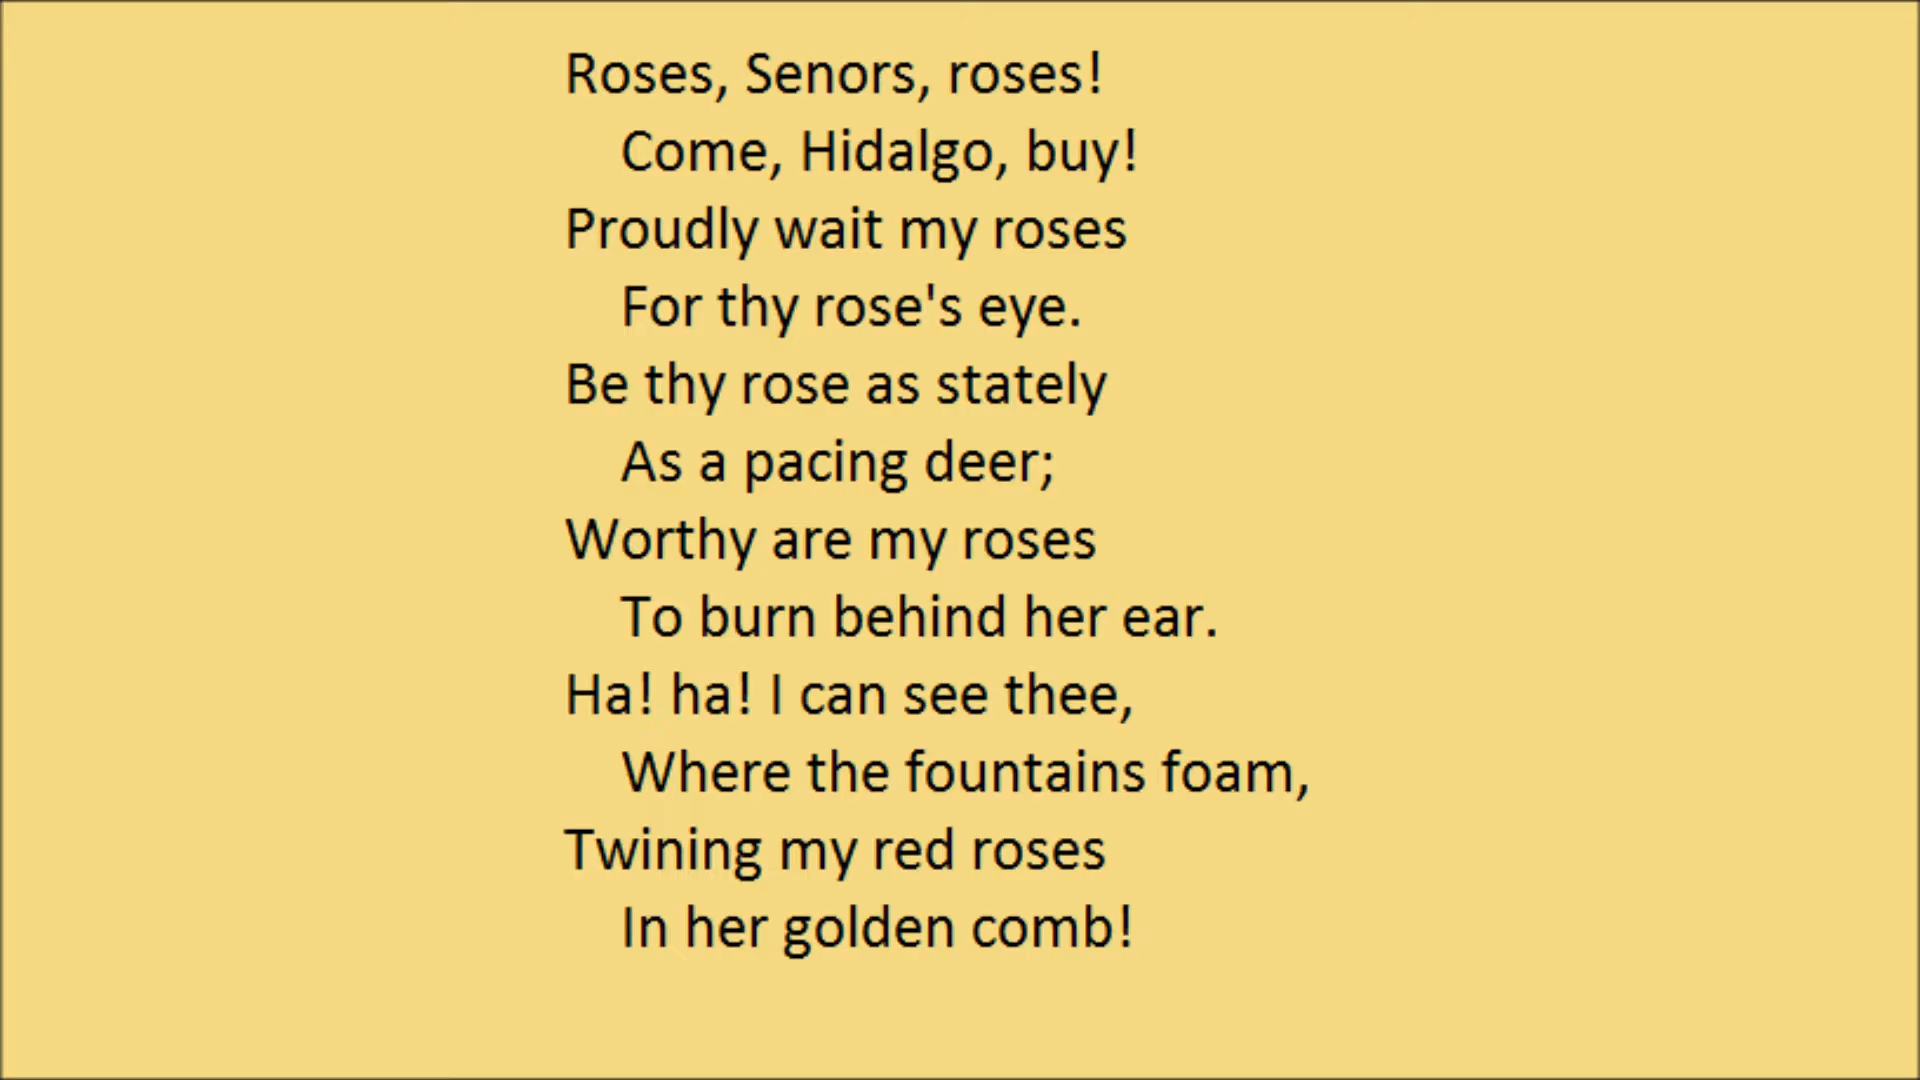 Roses, Senors, roses!
Come, Hidalgo, buy!
Proudly wait my roses
For thy rose's eye.
Be thy rose as stately
As a pacing deer;
Worthy are my roses
To burn behind her ear.
Ha! ha! I can see thee,
Where the fountains foam,
Twining my red roses
In her golden comb!